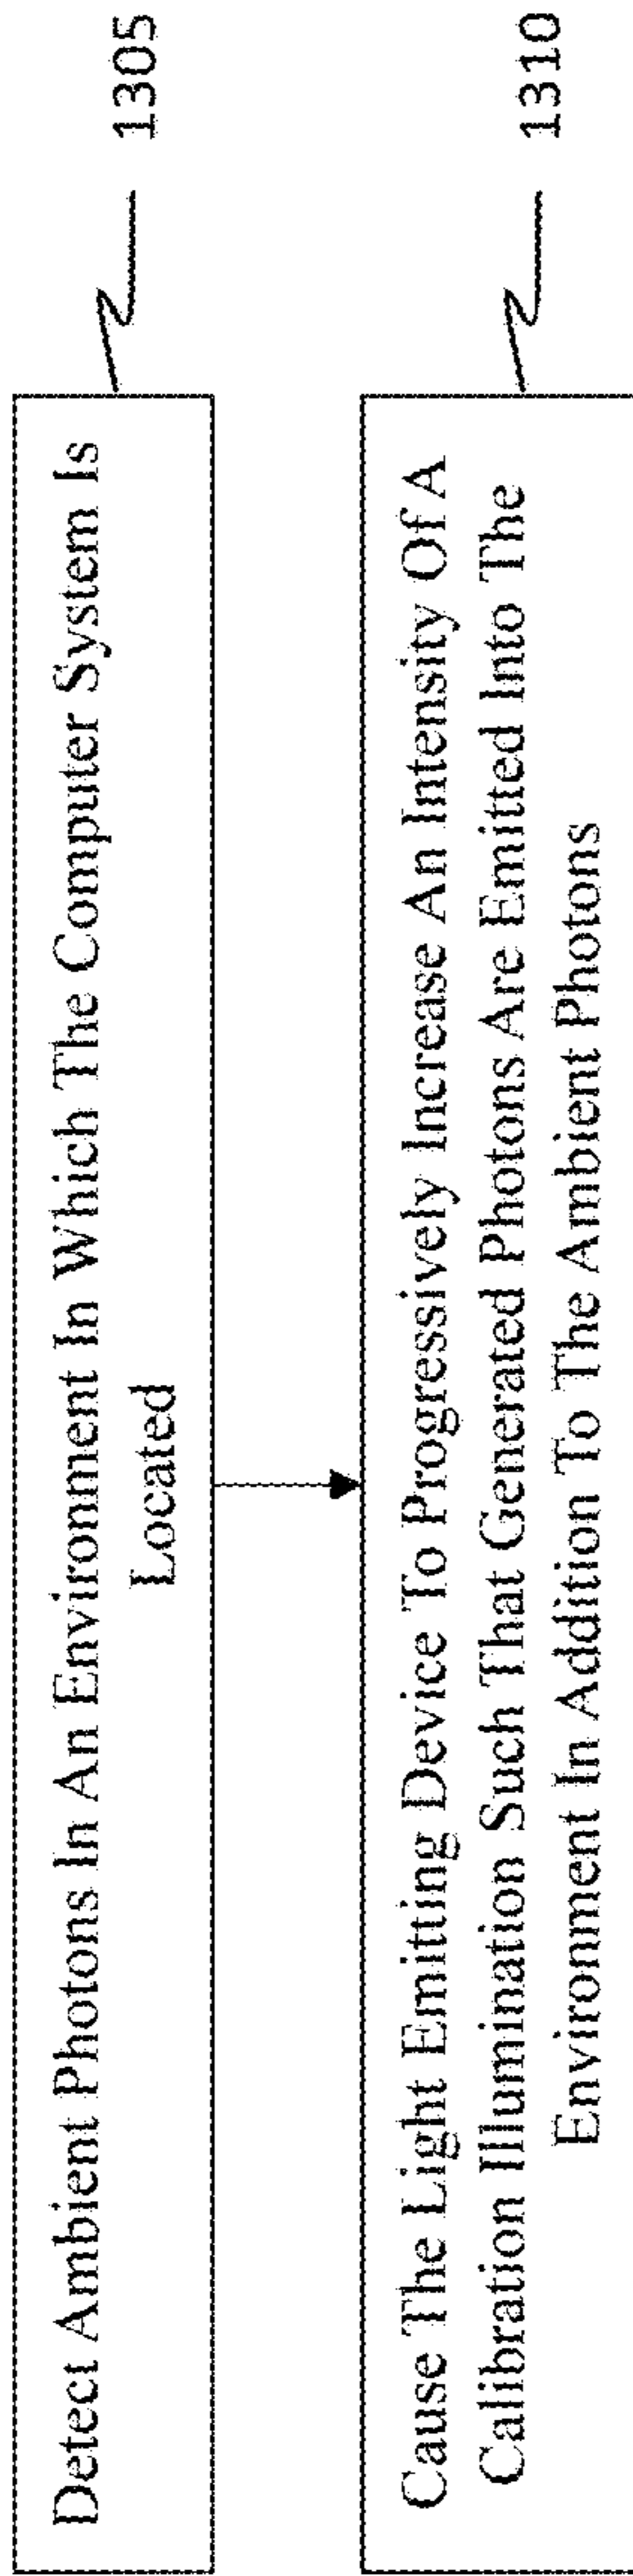 Detect Ambient Photons In An Environment In Which The Computer System Is
Located
1305
Cause The Light Emitting Device To Progressively Increase An Intensity Of A
Calibration Illumination Such That Generated Photons Are Emitted Into The
Environment In Addition To The Ambient Photons
1310